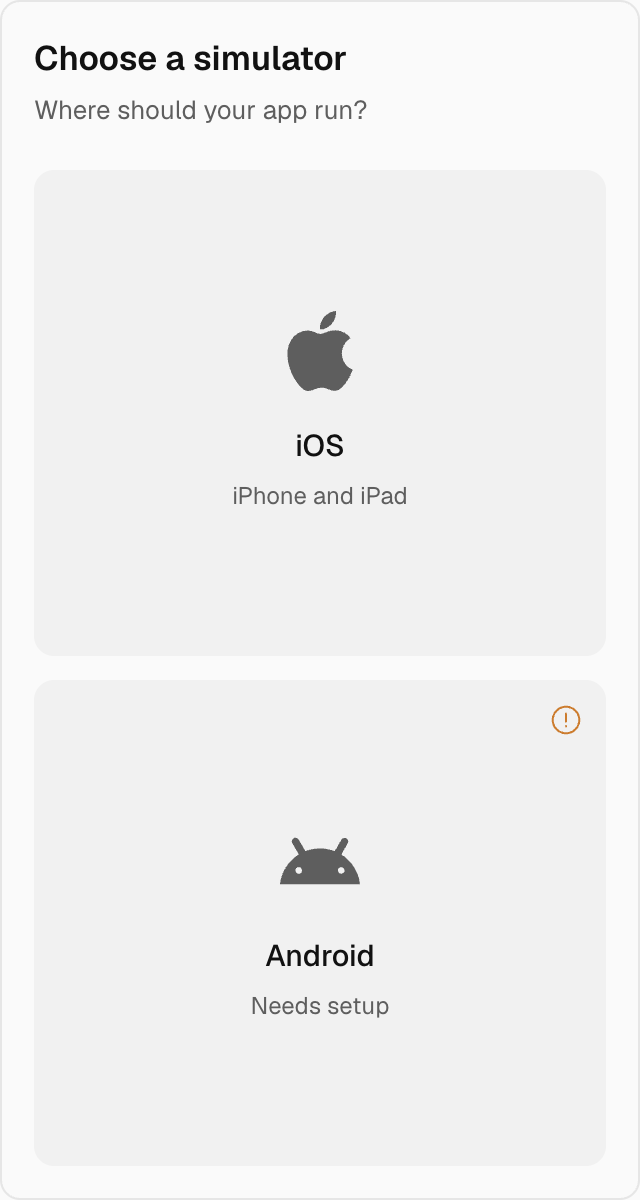 Choose a simulator
Where should your app run?
iOS
iPhone and iPad
Android
Needs setup